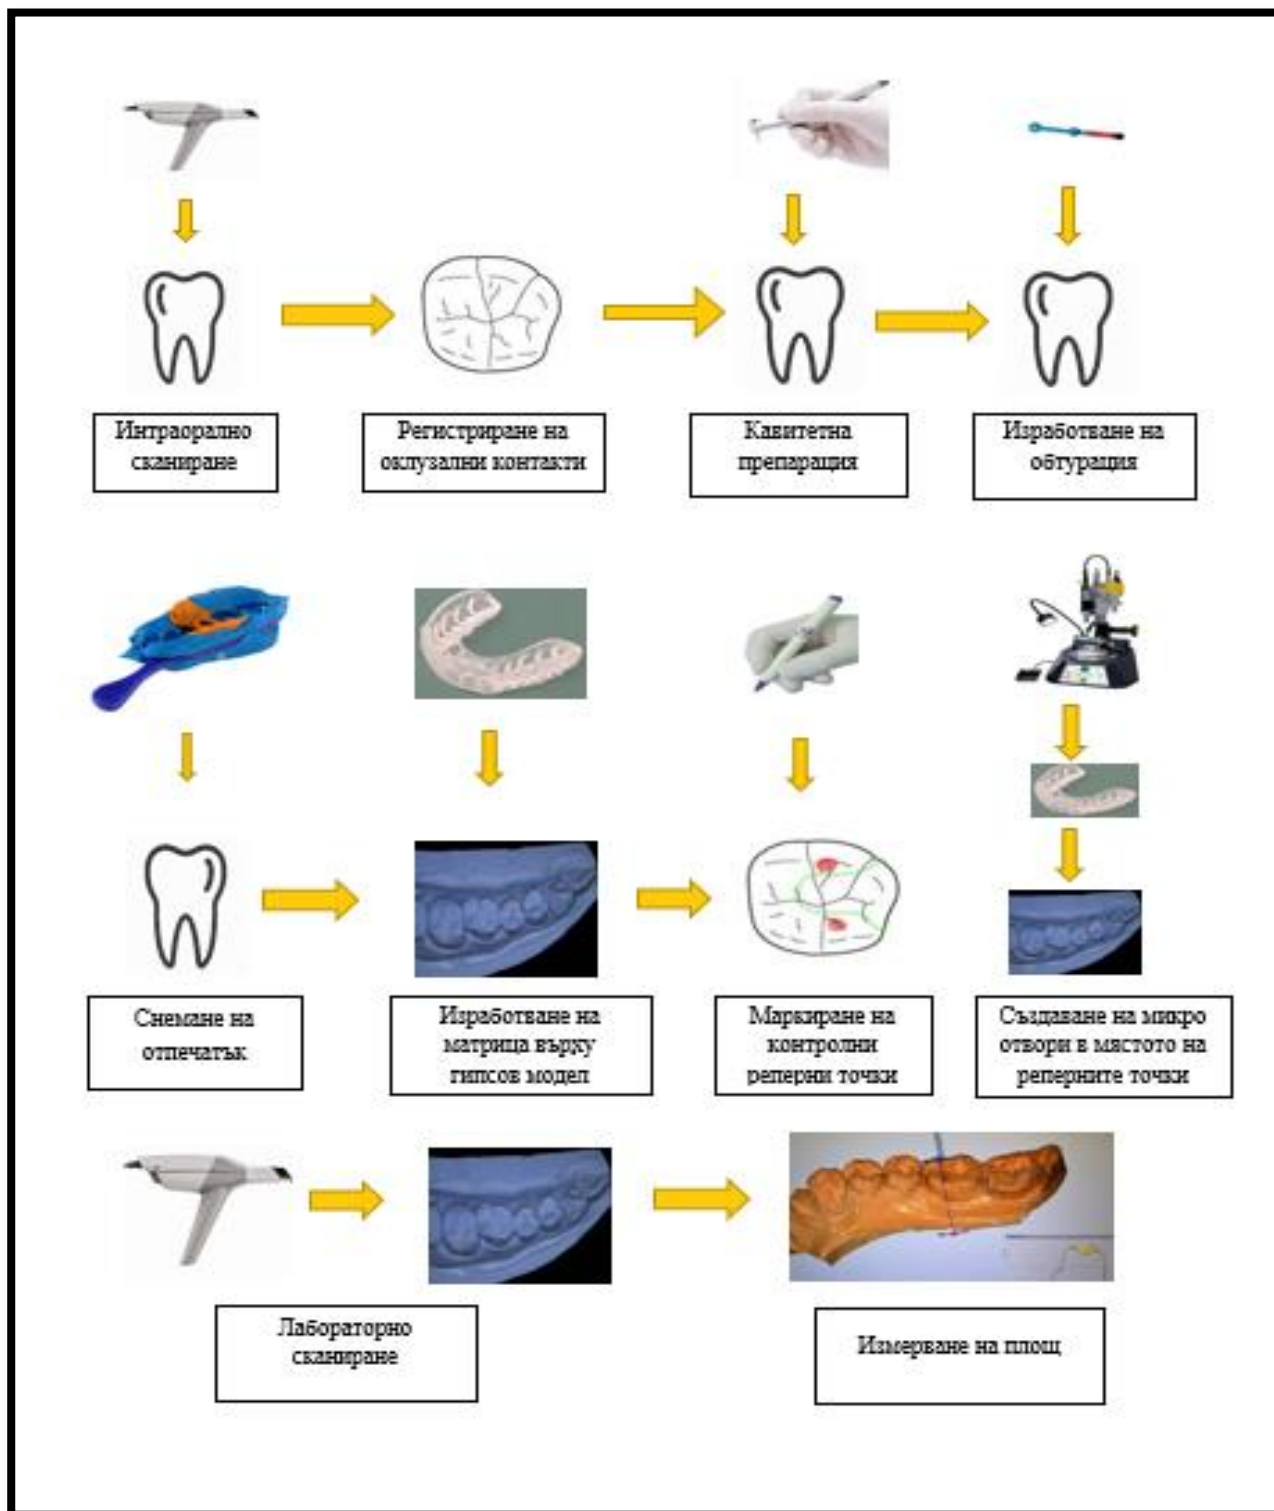 Интраорално
сканиране
Регистриране на
оклузални контакти
Кавитетна
препарация
Изработване на
обтурация
Снемане на
отпечатък
Изработване на
матрица върху
гипсов модел
Маркиране на
контролни
реперни точки
Създаване на микро
отвори в мястото на
реперните точки
Лабораторно
сканиране
Измерване на площ